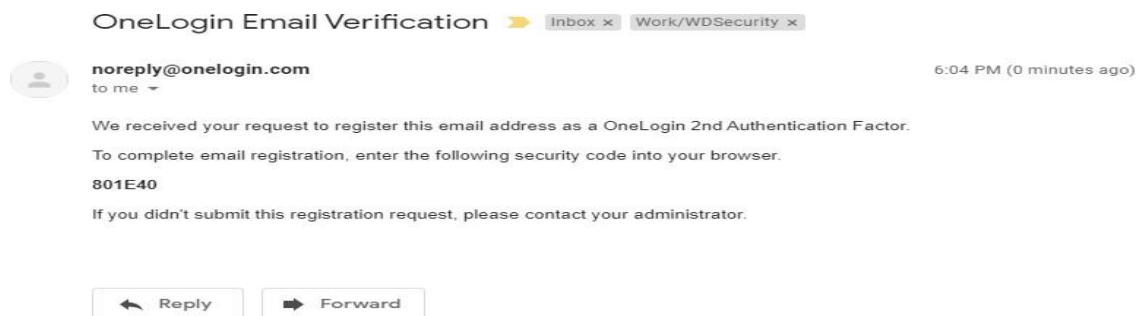 OneLogin Email Verification Inbox x Work/WDSecurity x
noreply@onelogin.com 6:04 PM (0 minutes ago)
to me
We received your request to register this email address as a OneLogin 2nd Authentication Factor.
To complete email registration, enter the following security code into your browser.
801E40
If you didn't submit this registration request, please contact your administrator.
Reply Forward